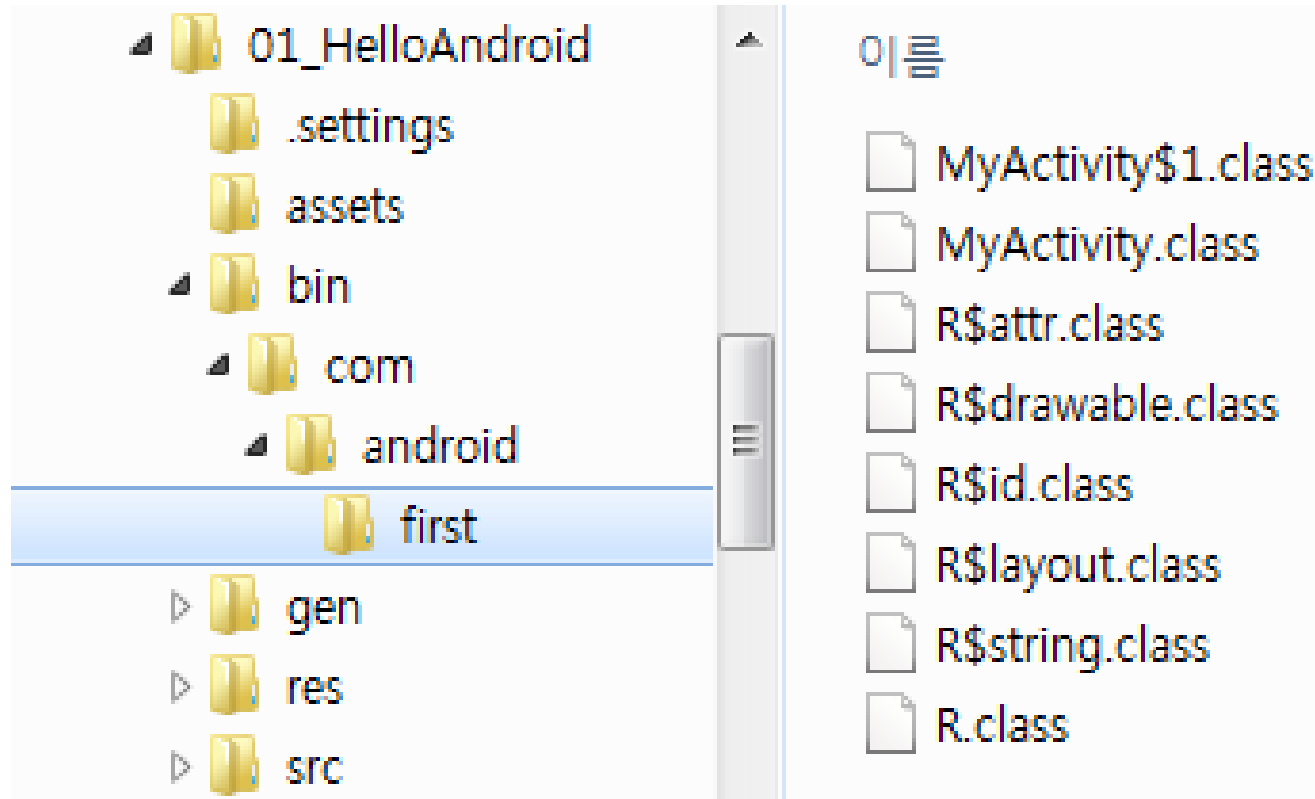 01_HelloAndroid
.settings
assets
bin
com
android
first
gen
res
src
이름
MyActivity$1.class
MyActivity.class
R$attr.class
R$drawable.class
R$id.class
R$layout.class
R$string.class
R.class